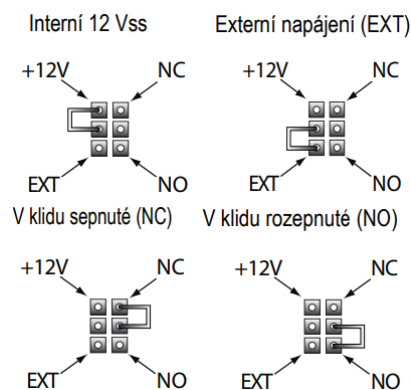 Interní 12 Vss
Externí napájení (EXT)
+12V NC
+12V NC
EXT NO
EXT NO
V klidu sepnuté (NC)
V klidu rozepnuté (NO)
+12V NC
+12V NC
EXT NO
EXT NO